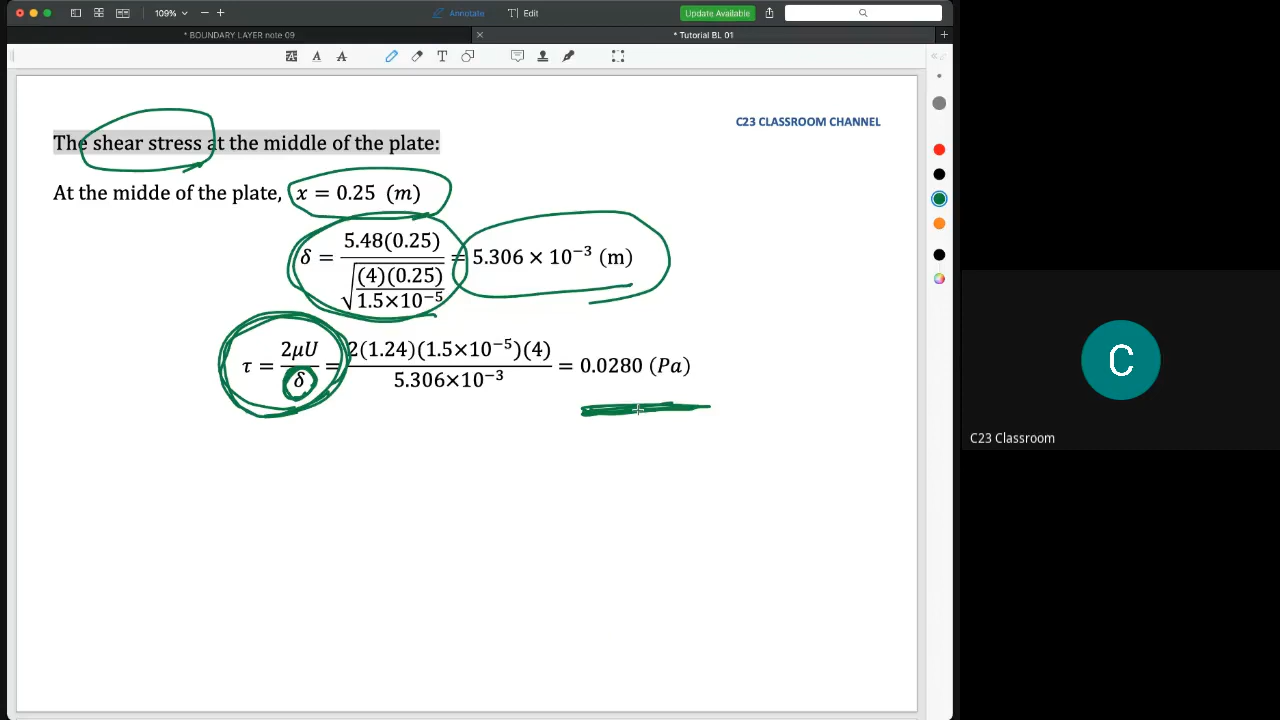 109%
Annotate
Edit
Update Available
* BOUNDARY LAYER note 09
* Tutorial BL 01
C23 CLASSROOM CHANNEL
The shear stress at the middle of the plate:
At the midde of the plate, x = 0.25 (m)
δ = 5.48(0.25) / √((4)(0.25) / 1.5×10⁻⁵) = 5.306 × 10⁻³ (m)
τ = 2μU / δ = 2(1.24)(1.5×10⁻⁵)(4) / 5.306×10⁻³ = 0.0280 (Pa)
C
C23 Classroom